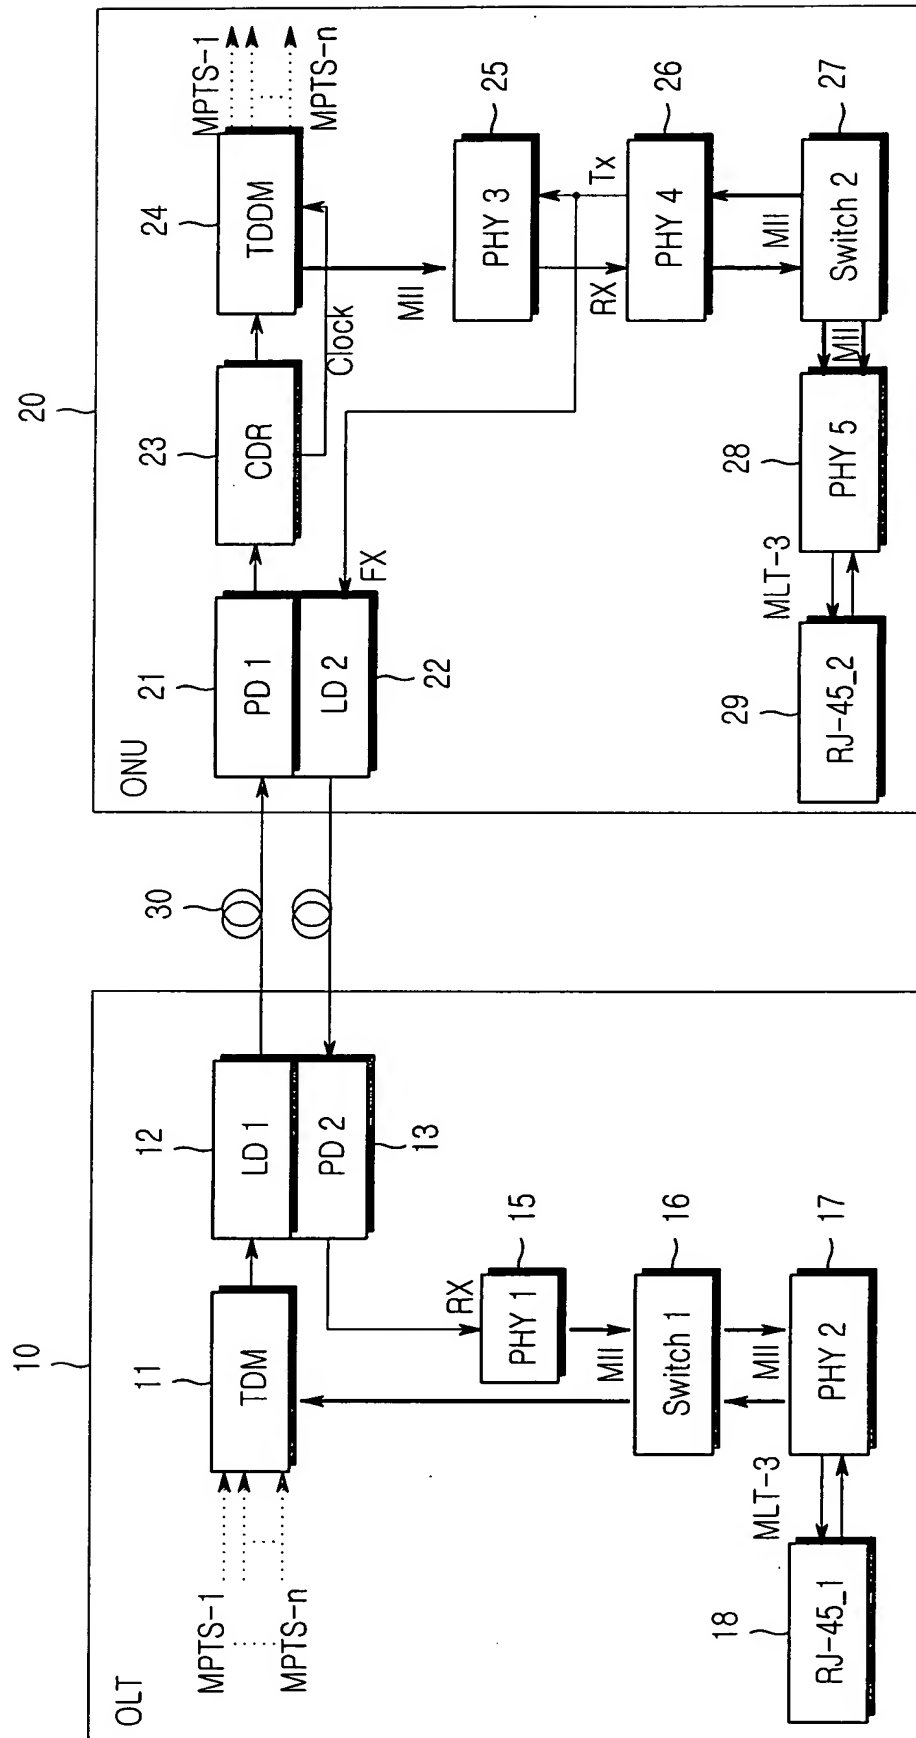 10
OLT
MPTS-1
MPTS-n
11
TDM
12
LD 1
PD 2
13
RX
PHY 1
15
MII
Switch 1
16
MII
PHY 2
17
MLT-3
RJ-45_1
18
30
20
ONU
21
PD 1
LD 2
22
FX
23
CDR
Clock
24
TDDM
MPTS-1
MPTS-n
MII
PHY 3
25
RX
Tx
PHY 4
26
MII
Switch 2
27
MII
PHY 5
28
MLT-3
RJ-45_2
29